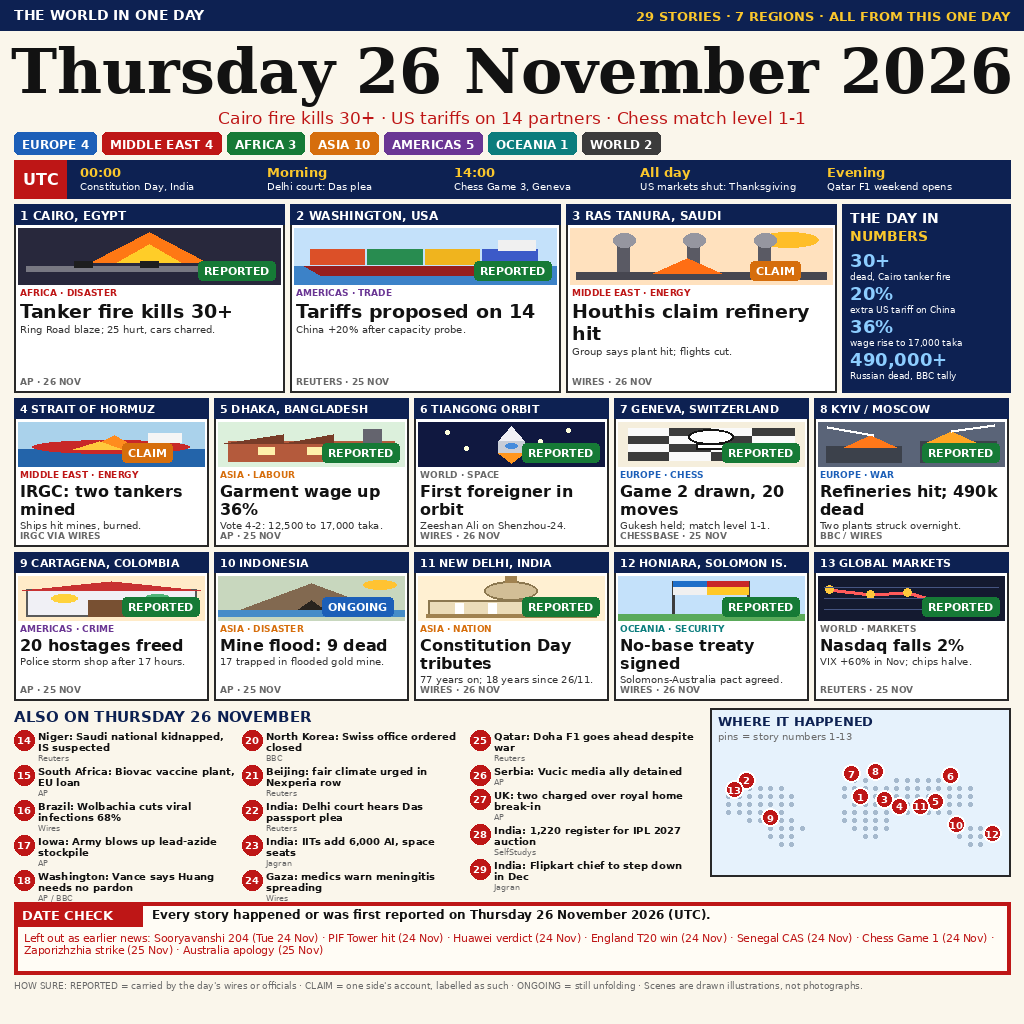 THE WORLD IN ONE DAY
29 STORIES · 7 REGIONS · ALL FROM THIS ONE DAY
Thursday 26 November 2026
Cairo fire kills 30+ · US tariffs on 14 partners · Chess match level 1-1
EUROPE 4
MIDDLE EAST 4
AFRICA 3
ASIA 10
AMERICAS 5
OCEANIA 1
WORLD 2
UTC
00:00
Constitution Day, India
Morning
Delhi court: Das plea
14:00
Chess Game 3, Geneva
All day
US markets shut: Thanksgiving
Evening
Qatar F1 weekend opens
1 CAIRO, EGYPT
REPORTED
AFRICA · DISASTER
Tanker fire kills 30+
Ring Road blaze; 25 hurt, cars charred.
AP · 26 NOV
2 WASHINGTON, USA
REPORTED
AMERICAS · TRADE
Tariffs proposed on 14
China +20% after capacity probe.
REUTERS · 25 NOV
3 RAS TANURA, SAUDI
CLAIM
MIDDLE EAST · ENERGY
Houthis claim refinery
hit
Group says plant hit; flights cut.
WIRES · 26 NOV
THE DAY IN
NUMBERS
30+
dead, Cairo tanker fire
20%
extra US tariff on China
36%
wage rise to 17,000 taka
490,000+
Russian dead, BBC tally
4 STRAIT OF HORMUZ
CLAIM
MIDDLE EAST · ENERGY
IRGC: two tankers
mined
Ships hit mines, burned.
IRGC VIA WIRES
5 DHAKA, BANGLADESH
REPORTED
ASIA · LABOUR
Garment wage up
36%
Vote 4-2: 12,500 to 17,000 taka.
AP · 25 NOV
6 TIANGONG ORBIT
REPORTED
WORLD · SPACE
First foreigner in
orbit
Zeeshan Ali on Shenzhou-24.
WIRES · 26 NOV
7 GENEVA, SWITZERLAND
REPORTED
EUROPE · CHESS
Game 2 drawn, 20
moves
Gukesh held; match level 1-1.
CHESSBASE · 25 NOV
8 KYIV / MOSCOW
REPORTED
EUROPE · WAR
Refineries hit; 490k
dead
Two plants struck overnight.
BBC / WIRES
9 CARTAGENA, COLOMBIA
REPORTED
AMERICAS · CRIME
20 hostages freed
Police storm shop after 17 hours.
AP · 25 NOV
10 INDONESIA
ONGOING
ASIA · DISASTER
Mine flood: 9 dead
17 trapped in flooded gold mine.
AP · 25 NOV
11 NEW DELHI, INDIA
REPORTED
ASIA · NATION
Constitution Day
tributes
77 years on; 18 years since 26/11.
WIRES · 26 NOV
12 HONIARA, SOLOMON IS.
REPORTED
OCEANIA · SECURITY
No-base treaty
signed
Solomons-Australia pact agreed.
WIRES · 26 NOV
13 GLOBAL MARKETS
REPORTED
WORLD · MARKETS
Nasdaq falls 2%
VIX +60% in Nov; chips halve.
REUTERS · 25 NOV
ALSO ON THURSDAY 26 NOVEMBER
14 Niger: Saudi national kidnapped,
IS suspected
Reuters
15 South Africa: Biovac vaccine plant,
EU loan
AP
16 Brazil: Wolbachia cuts viral
infections 68%
Wires
17 Iowa: Army blows up lead-azide
stockpile
AP
18 Washington: Vance says Huang
needs no pardon
AP / BBC
20 North Korea: Swiss office ordered
closed
BBC
21 Beijing: fair climate urged in
Nexperia row
Reuters
22 India: Delhi court hears Das
passport plea
Reuters
23 India: IITs add 6,000 AI, space
seats
Jagran
24 Gaza: medics warn meningitis
spreading
Wires
25 Qatar: Doha F1 goes ahead despite
war
Reuters
26 Serbia: Vucic media ally detained
AP
27 UK: two charged over royal home
break-in
AP
28 India: 1,220 register for IPL 2027
auction
SelfStudys
29 India: Flipkart chief to step down
in Dec
Jagran
WHERE IT HAPPENED
pins = story numbers 1-13
7
8
6
2
13
1
3
4
11
5
9
10
12
DATE CHECK
Every story happened or was first reported on Thursday 26 November 2026 (UTC).
Left out as earlier news: Sooryavanshi 204 (Tue 24 Nov) · PIF Tower hit (24 Nov) · Huawei verdict (24 Nov) · England T20 win (24 Nov) · Senegal CAS (24 Nov) · Chess Game 1 (24 Nov) ·
Zaporizhzhia strike (25 Nov) · Australia apology (25 Nov)
HOW SURE: REPORTED = carried by the day's wires or officials · CLAIM = one side's account, labelled as such · ONGOING = still unfolding · Scenes are drawn illustrations, not photographs.